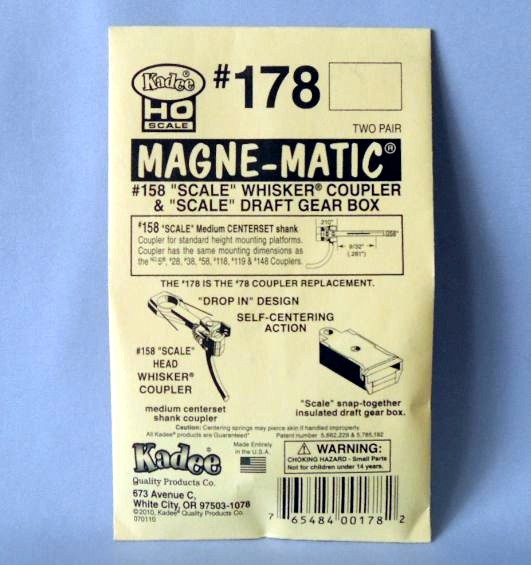 Kadee®
HO
SCALE
#178
TWO PAIR
MAGNE-MATIC®
#158 "SCALE" WHISKER® COUPLER
& "SCALE" DRAFT GEAR BOX
#158 "SCALE" Medium CENTERSET shank
Coupler for standard height mounting platforms.
Coupler has the same mounting dimensions as
the NO.5®, #28, #38, #58, #118, #119 & #148 Couplers.
.210"
.058"
9/32"
(.281")
THE #178 IS THE #78 COUPLER REPLACEMENT.
"DROP IN" DESIGN
SELF-CENTERING
ACTION
#158 "SCALE"
HEAD
WHISKER®
COUPLER
medium centerset
shank coupler
"Scale" snap-together
insulated draft gear box.
Caution: Centering springs may pierce skin if handled improperly.
All Kadee® products are Guaranteed*
Patent number 5,662,229 & 5,785,192
Kadee®
Made Entirely
in the U.S.A.
Quality Products Co.
673 Avenue C,
White City, OR 97503-1078
©2010, Kadee® Quality Products Co.
070110
WARNING:
CHOKING HAZARD - Small Parts
Not for children under 14 years.
7 65484 00178 2